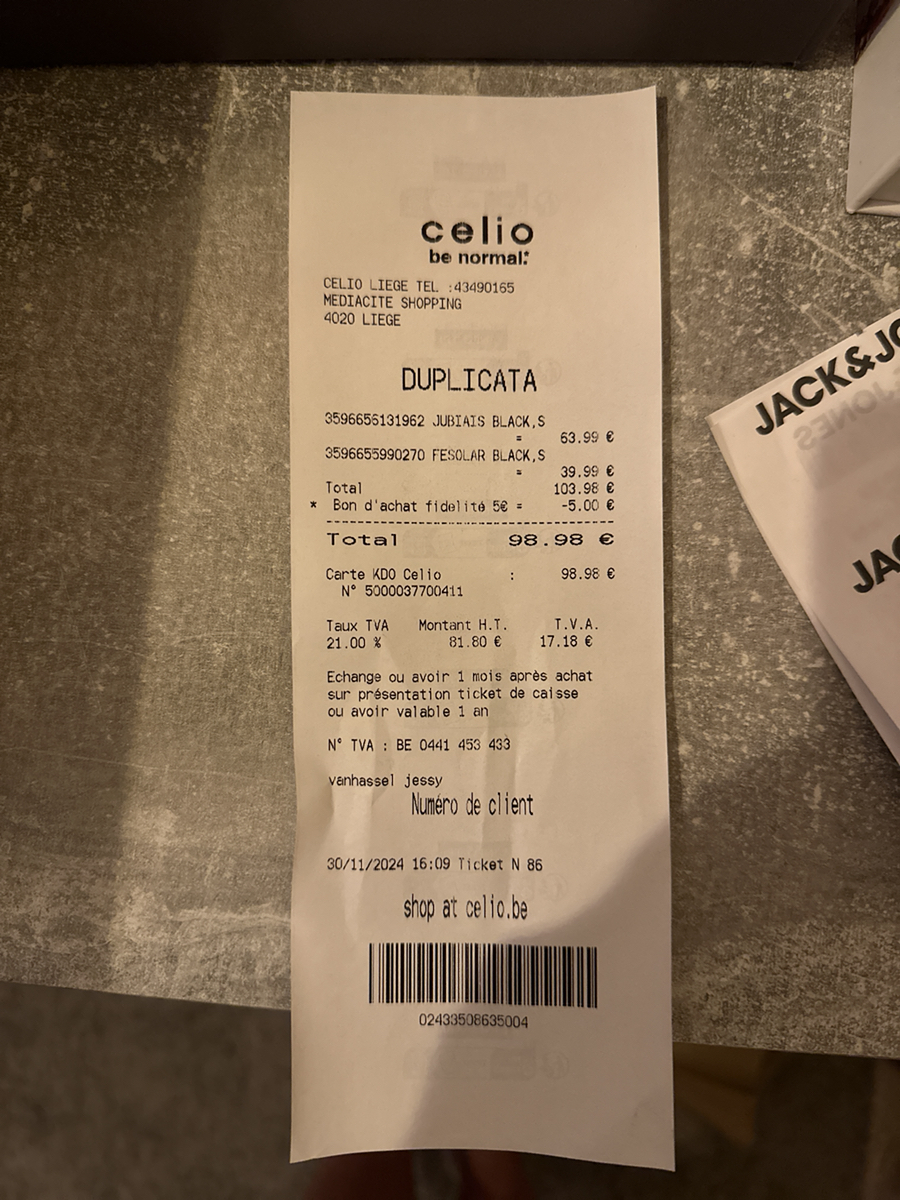 celio
be normal:
CELIO LIEGE TEL :43490165
MEDIACITE SHOPPING
4020 LIEGE
DUPLICATA
3596656131962 JUBIAIS BLACK,S
= 63.99 €
3596655990270 FESOLAR BLACK,S
= 39.99 €
Total 103.98 €
* Bon d'achat fidelité 5€ = -5.00 €
Total 98.98 €
Carte KDO Celio : 98.98 €
N° 5000037700411
Taux TVA Montant H.T. T.V.A.
21.00 % 81.80 € 17.18 €
Echange ou avoir 1 mois après achat
sur présentation ticket de caisse
ou avoir valable 1 an
N° TVA : BE 0441 453 433
vanhassel jessy
Numéro de client
30/11/2024 16:09 Ticket N 86
shop at celio.be
02433508635004
JACK&JO
JONES
JAC